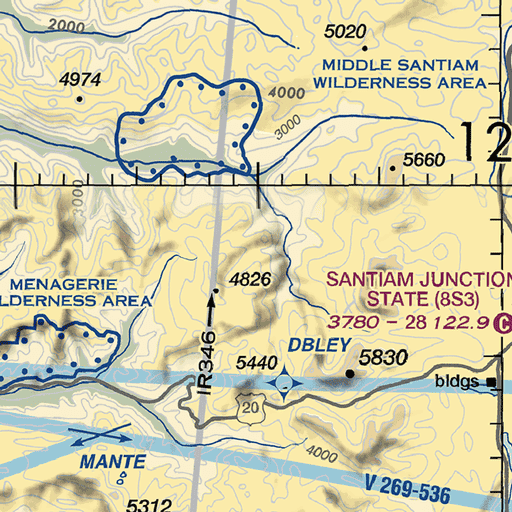 2000
5020
4974
MIDDLE SANTIAM
WILDERNESS AREA
4000
3000
12
5660
3000
4826
MENAGERIE
LDERNESS AREA
SANTIAM JUNCTION
STATE (8S3)
3780 - 28 122.9 C
IR346
DBLEY
5440
5830
bldgs
20
4000
MANTE
V 269-536
5312